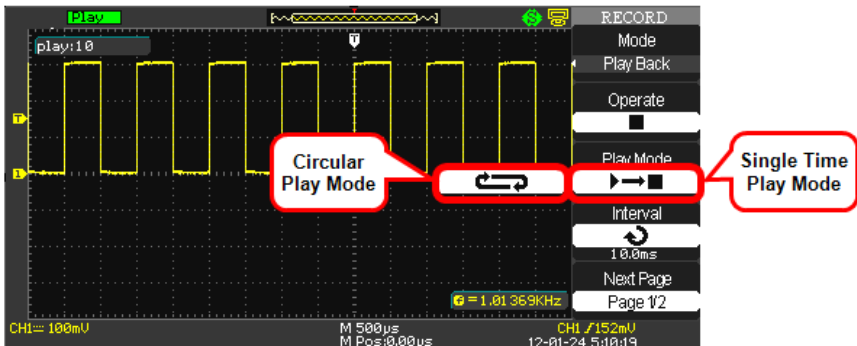 Play
RECORD
play:10
Mode
Play Back
Operate
Play Mode
Circular
Play Mode
Single Time
Play Mode
Interval
10.0ms
Next Page
Page 1/2
f=1.01369KHz
CH1 100mV
M 500µs
CH1 152mV
M Pos:0.00us
12-01-24 5:10:19
T
T
1
S